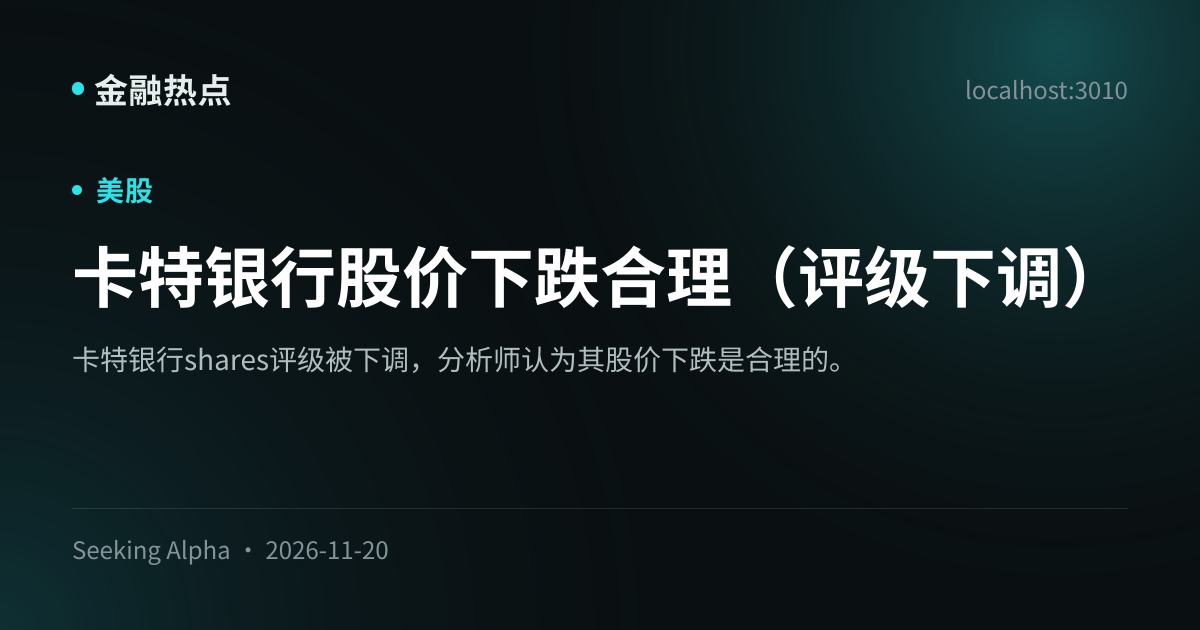 金融热点
localhost:3010
美股
卡特银行股价下跌合理（评级下调）
卡特银行shares评级被下调，分析师认为其股价下跌是合理的。
Seeking Alpha · 2026-11-20